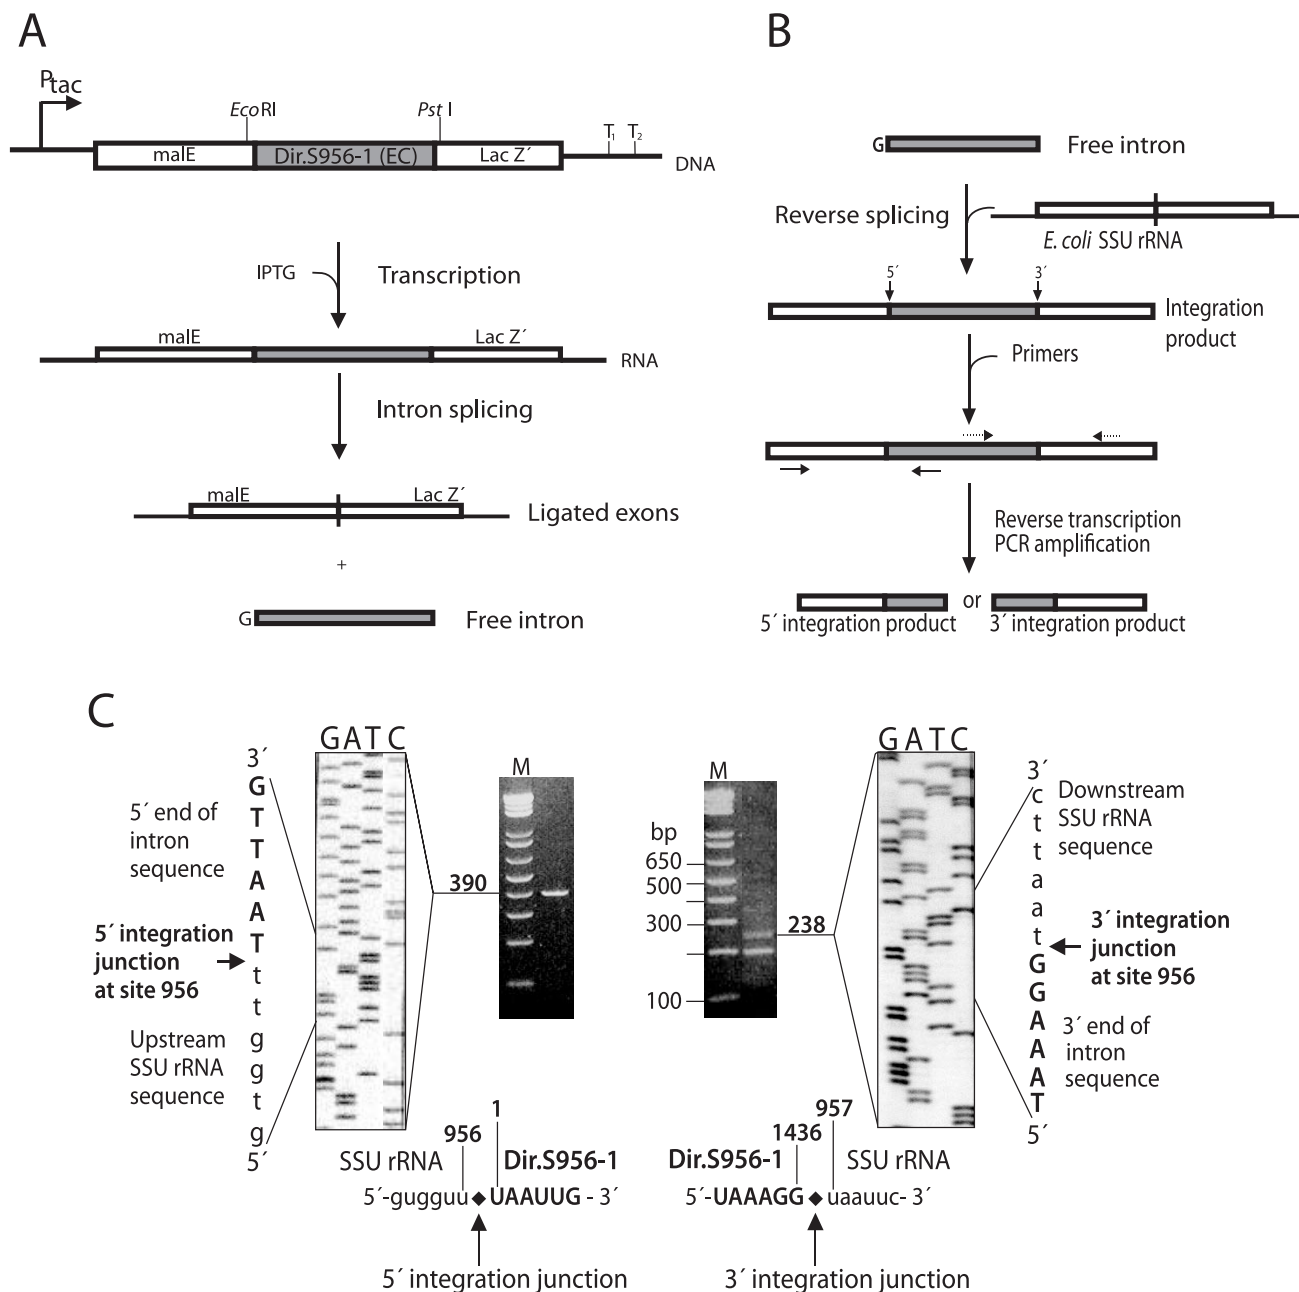 A
P tac
EcoRI
Pst I
T1 T2
malE
Dir.S956-1 (EC)
Lac Z´
DNA
IPTG
Transcription
malE
Lac Z´
RNA
Intron splicing
malE
Lac Z´
Ligated exons
+
G
Free intron
B
G
Free intron
Reverse splicing
E. coli SSU rRNA
5´
3´
Integration
product
Primers
Reverse transcription
PCR amplification
or
5´ integration product
3´ integration product
C
3´
G
T
T
A
A
T
t
t
g
g
t
g
5´
5´ end of
intron
sequence
5´ integration
junction
at site 956
Upstream
SSU rRNA
sequence
G A T C
M
390
M
bp
650
500
300
100
238
G A T C
3´
c
t
t
a
a
t
G
G
A
A
A
T
5´
Downstream
SSU rRNA
sequence
3´ integration
junction
at site 956
3´ end of
intron
sequence
956
1
SSU rRNA
Dir.S956-1
5´-gugguu◆UAAUUG - 3´
5´ integration junction
1436
957
Dir.S956-1
SSU rRNA
5´-UAAAGG◆uaauuc- 3´
3´ integration junction